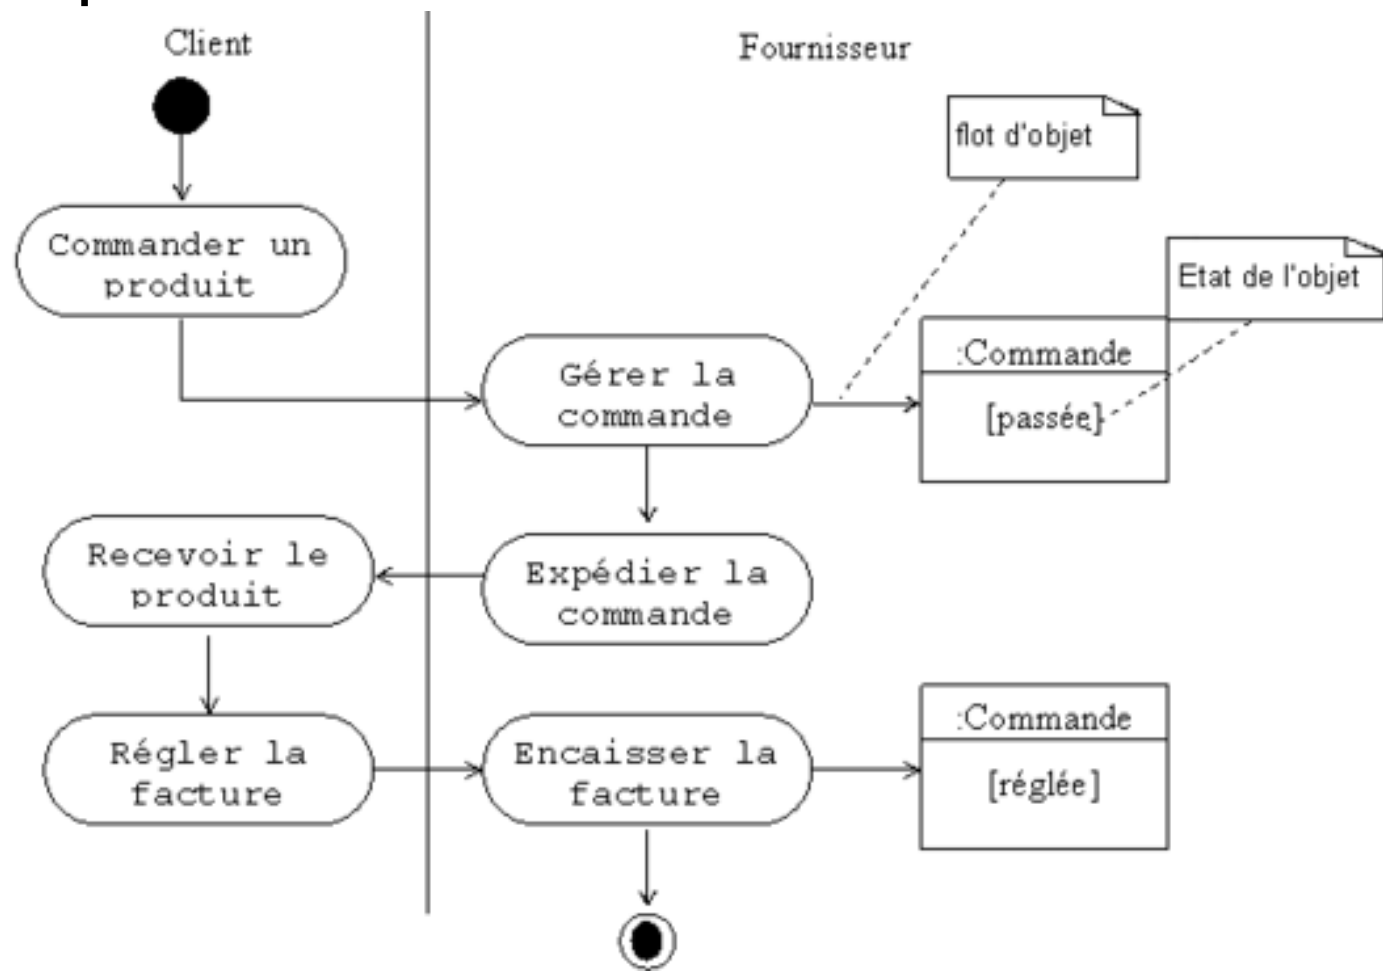 Client
Fournisseur
flot d'objet
Commander un
produit
Etat de l'objet
:Commande
[passée]
Gérer la
commande
Recevoir le
produit
Expédier la
commande
Régler la
facture
Encaisser la
facture
:Commande
[réglée]